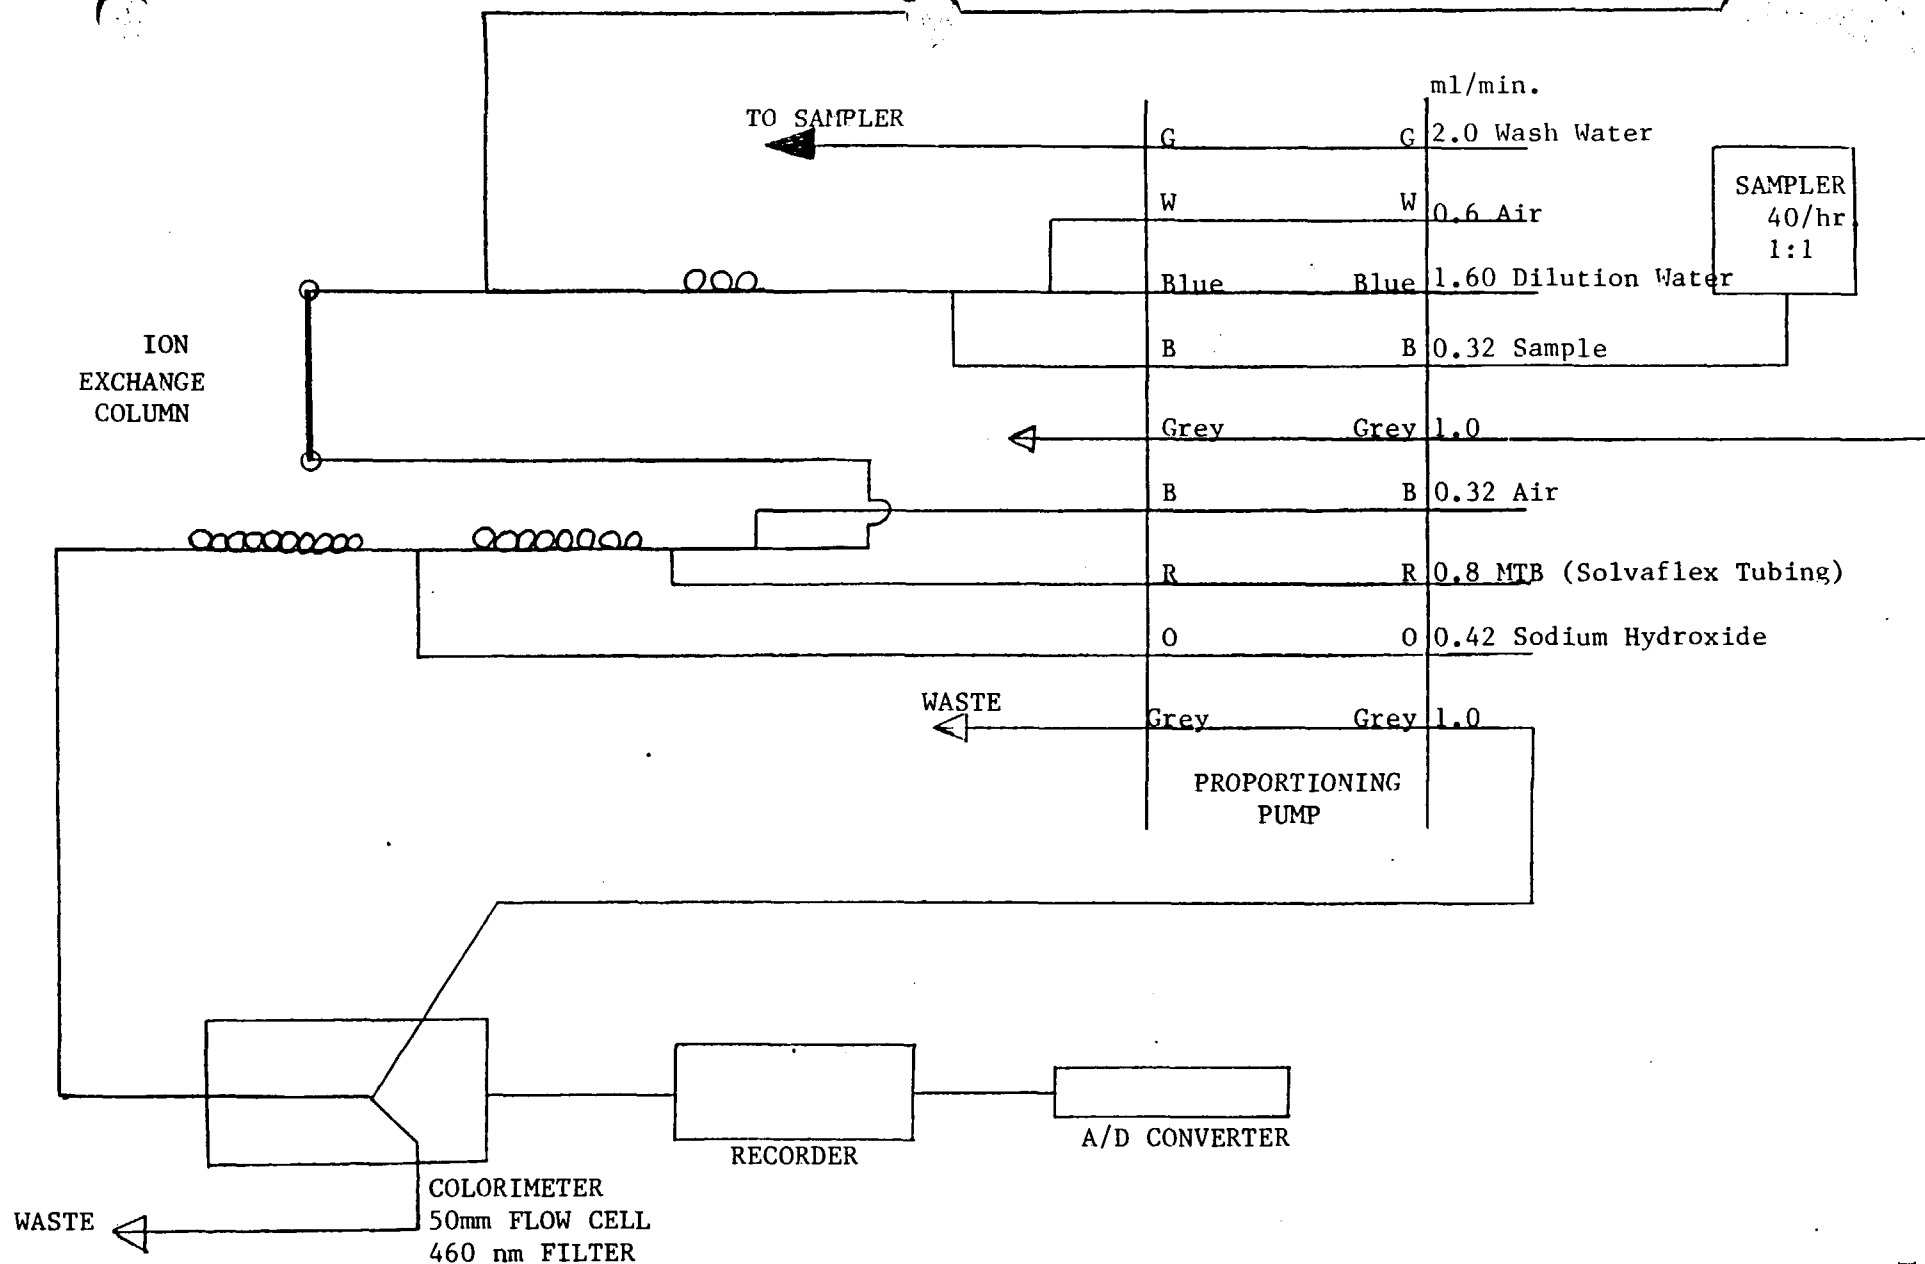 ml/min.
TO SAMPLER
G G 2.0 Wash Water
W W 0.6 Air
Blue Blue 1.60 Dilution Water
B B 0.32 Sample
SAMPLER
40/hr
1:1
ION
EXCHANGE
COLUMN
Grey Grey 1.0
B B 0.32 Air
R R 0.8 MTB (Solvaflex Tubing)
O O 0.42 Sodium Hydroxide
WASTE
Grey Grey 1.0
PROPORTIONING
PUMP
RECORDER
A/D CONVERTER
COLORIMETER
50mm FLOW CELL
460 nm FILTER
WASTE